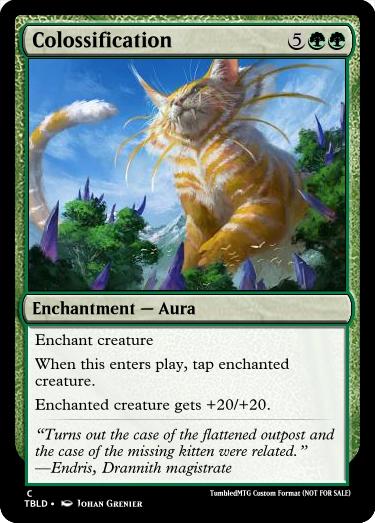 Colossification 5
Enchantment — Aura
Enchant creature
When this enters play, tap enchanted
creature.
Enchanted creature gets +20/+20.
“Turns out the case of the flattened outpost and
the case of the missing kitten were related.”
—Endris, Drannith magistrate
C
TBLD • Johan Grenier
TumbledMTG Custom Format (NOT FOR SALE)